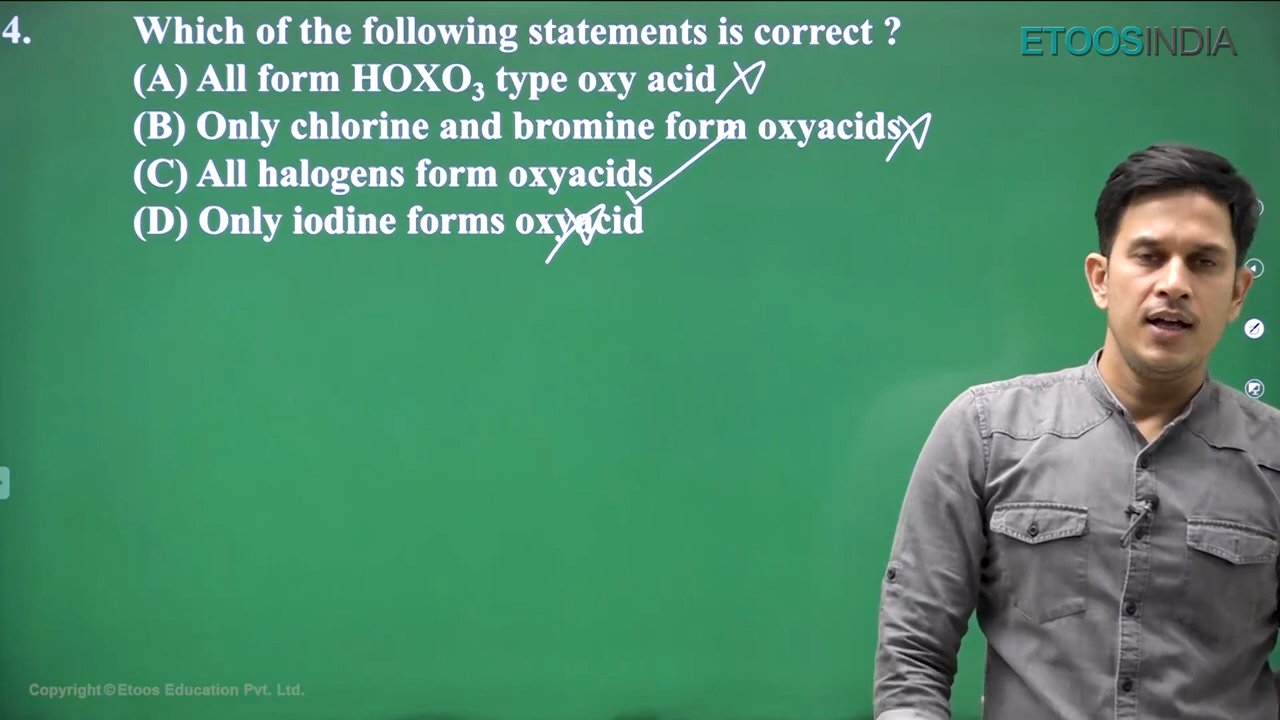 4. Which of the following statements is correct ?
ETOOSINDIA
(A) All form HOXO₃ type oxy acid
(B) Only chlorine and bromine form oxyacids
(C) All halogens form oxyacids
(D) Only iodine forms oxyacid
Copyright © Etoos Education Pvt. Ltd.